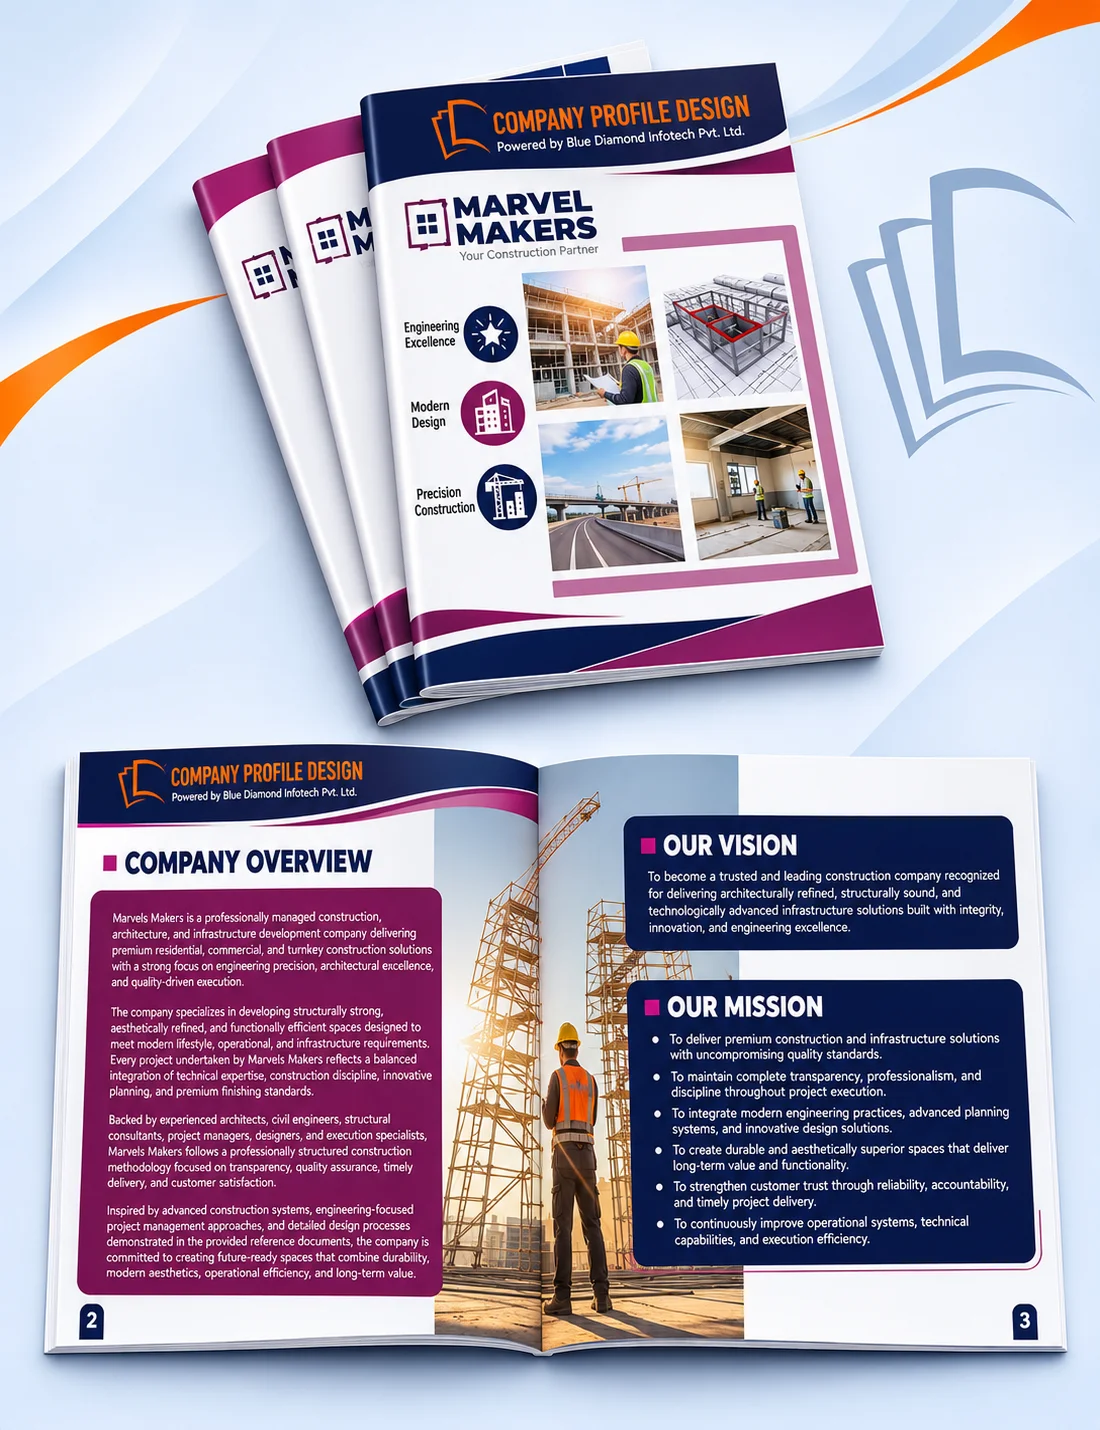 COMPANY PROFILE DESIGN
Powered by Blue Diamond Infotech Pvt. Ltd.
MARVEL
MAKERS
Your Construction Partner
Engineering
Excellence
Modern
Design
Precision
Construction
M
M
COMPANY PROFILE DESIGN
Powered by Blue Diamond Infotech Pvt. Ltd.
COMPANY OVERVIEW
Marvels Makers is a professionally managed construction,
architecture, and infrastructure development company delivering
premium residential, commercial, and turnkey construction solutions
with a strong focus on engineering precision, architectural excellence,
and quality-driven execution.
The company specializes in developing structurally strong,
aesthetically refined, and functionally efficient spaces designed to
meet modern lifestyle, operational, and infrastructure requirements.
Every project undertaken by Marvels Makers reflects a balanced
integration of technical expertise, construction discipline, innovative
planning, and premium finishing standards.
Backed by experienced architects, civil engineers, structural
consultants, project managers, designers, and execution specialists,
Marvels Makers follows a professionally structured construction
methodology focused on transparency, quality assurance, timely
delivery, and customer satisfaction.
Inspired by advanced construction systems, engineering-focused
project management approaches, and detailed design processes
demonstrated in the provided reference documents, the company is
committed to creating future-ready spaces that combine durability,
modern aesthetics, operational efficiency, and long-term value.
2
OUR VISION
To become a trusted and leading construction company recognized
for delivering architecturally refined, structurally sound, and
technologically advanced infrastructure solutions built with integrity,
innovation, and engineering excellence.
OUR MISSION
• To deliver premium construction and infrastructure solutions
with uncompromising quality standards.
• To maintain complete transparency, professionalism, and
discipline throughout project execution.
• To integrate modern engineering practices, advanced planning
systems, and innovative design solutions.
• To create durable and aesthetically superior spaces that deliver
long-term value and functionality.
• To strengthen customer trust through reliability, accountability,
and timely project delivery.
• To continuously improve operational systems, technical
capabilities, and execution efficiency.
3